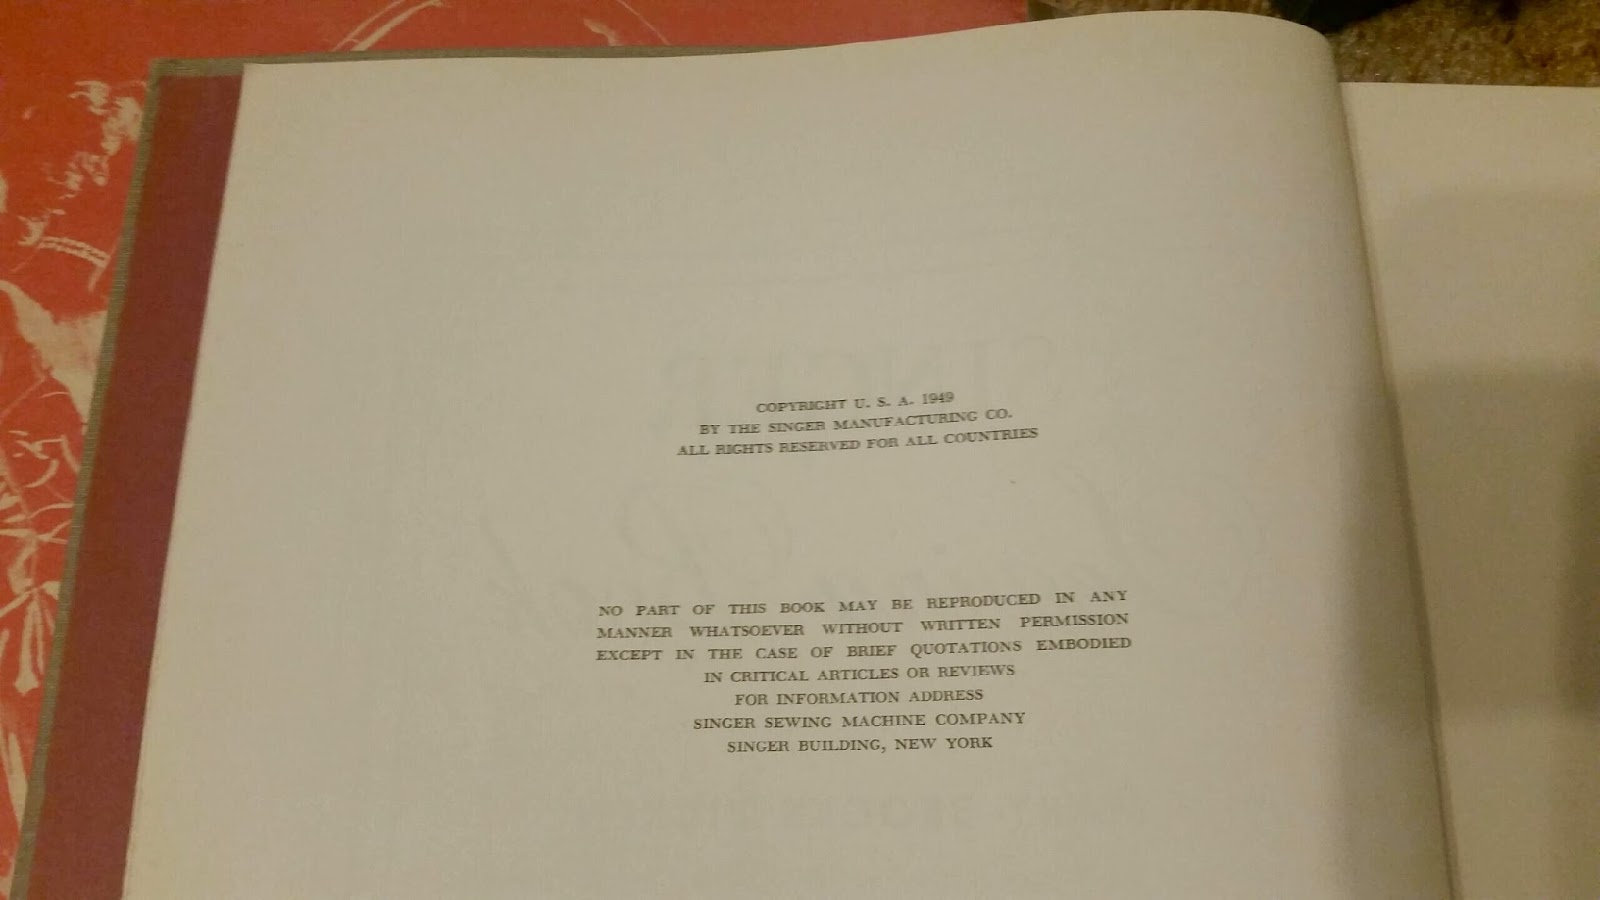 COPYRIGHT U. S. A. 1949
BY THE SINGER MANUFACTURING CO.
ALL RIGHTS RESERVED FOR ALL COUNTRIES
NO PART OF THIS BOOK MAY BE REPRODUCED IN ANY
MANNER WHATSOEVER WITHOUT WRITTEN PERMISSION
EXCEPT IN THE CASE OF BRIEF QUOTATIONS EMBODIED
IN CRITICAL ARTICLES OR REVIEWS
FOR INFORMATION ADDRESS
SINGER SEWING MACHINE COMPANY
SINGER BUILDING, NEW YORK